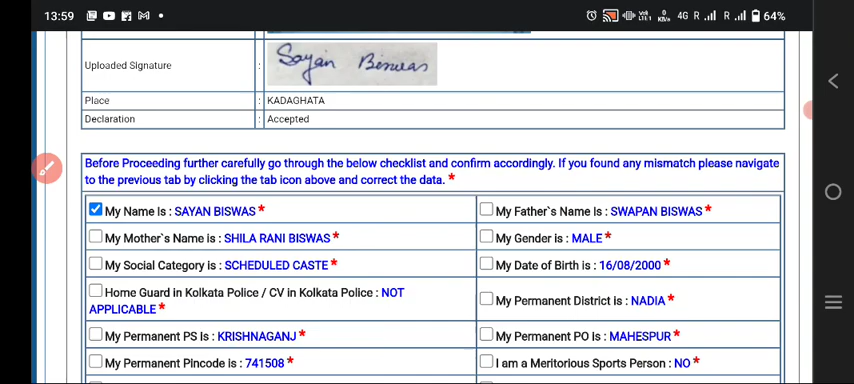 13:59
4G R R 64%
Uploaded Signature : Sayan Biswas
Place : KADAGHATA
Declaration : Accepted
Before Proceeding further carefully go through the below checklist and confirm accordingly. If you found any mismatch please navigate
to the previous tab by clicking the tab icon above and correct the data. *
My Name Is : SAYAN BISWAS * My Father`s Name Is : SWAPAN BISWAS *
My Mother`s Name is : SHILA RANI BISWAS * My Gender is : MALE *
My Social Category is : SCHEDULED CASTE * My Date of Birth is : 16/08/2000 *
Home Guard in Kolkata Police / CV in Kolkata Police : NOT
APPLICABLE * My Permanent District is : NADIA *
My Permanent PS Is : KRISHNAGANJ * My Permanent PO is : MAHESPUR *
My Permanent Pincode is : 741508 * I am a Meritorious Sports Person : NO *